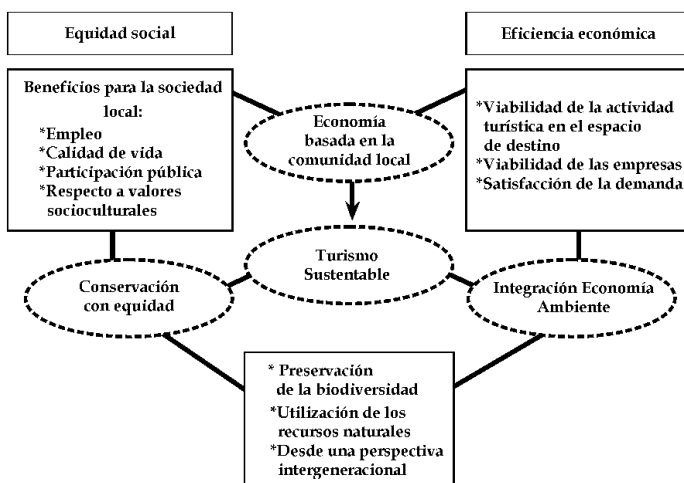 Equidad social
Eficiencia económica
Beneficios para la sociedad
local:
*Empleo
*Calidad de vida
*Participación pública
*Respecto a valores
socioculturales
Economía
basada en la
comunidad local
*Viabilidad de la actividad
turística en el espacio
de destino
*Viabilidad de las empresas
*Satisfacción de la demanda
Turismo
Sustentable
Conservación
con equidad
Integración Economía
Ambiente
* Preservación
de la biodiversidad
*Utilización de los
recursos naturales
*Desde una perspectiva
intergeneracional